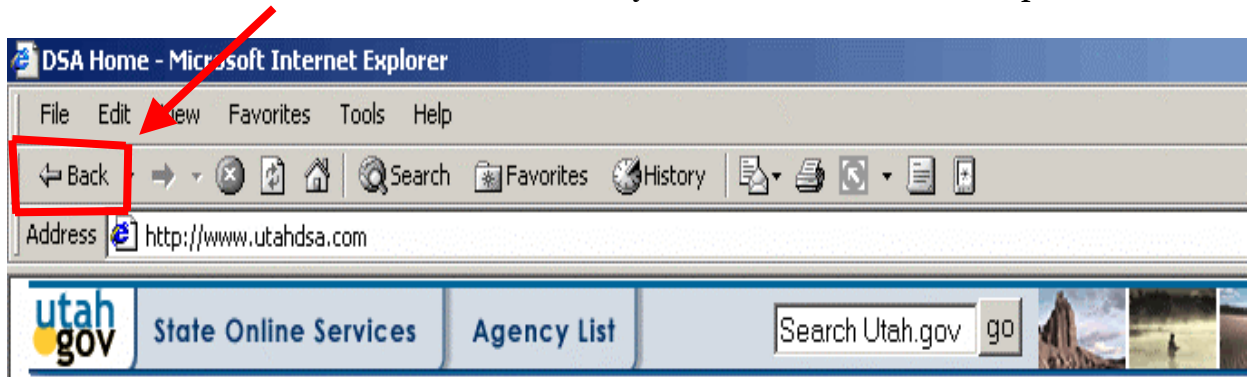 DSA Home - Microsoft Internet Explorer
File Edit View Favorites Tools Help
Back Search Favorites History
Address http://www.utahdsa.com
utah gov State Online Services Agency List Search Utah.gov go